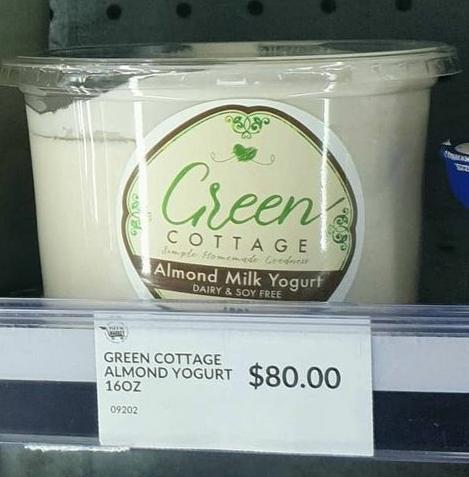 Green
COTTAGE
Simple Homemade Goodness
Almond Milk Yogurt
DAIRY & SOY FREE
GREEN COTTAGE
ALMOND YOGURT
16OZ
$80.00
09202